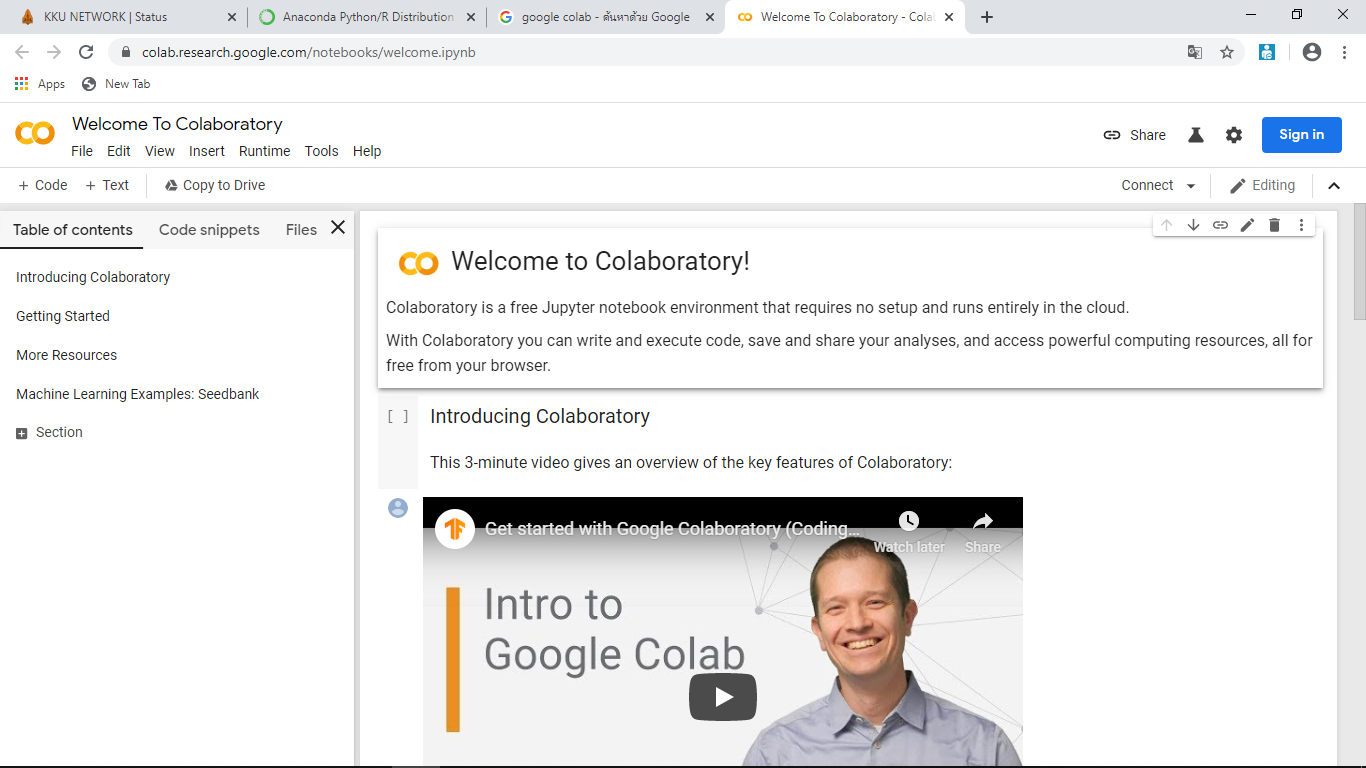 KKU NETWORK | Status
Anaconda Python/R Distribution
google colab - ค้นหาด้วย Google
Welcome To Colaboratory - Cola
colab.research.google.com/notebooks/welcome.ipynb
Apps
New Tab
Welcome To Colaboratory
File Edit View Insert Runtime Tools Help
Share
Sign in
+ Code + Text Copy to Drive
Connect
Editing
Table of contents Code snippets Files
Introducing Colaboratory
Getting Started
More Resources
Machine Learning Examples: Seedbank
Section
CO Welcome to Colaboratory!
Colaboratory is a free Jupyter notebook environment that requires no setup and runs entirely in the cloud.
With Colaboratory you can write and execute code, save and share your analyses, and access powerful computing resources, all for
free from your browser.
[ ] Introducing Colaboratory
This 3-minute video gives an overview of the key features of Colaboratory:
Get started with Google Colaboratory (Coding...
Watch later
Share
Intro to
Google Colab